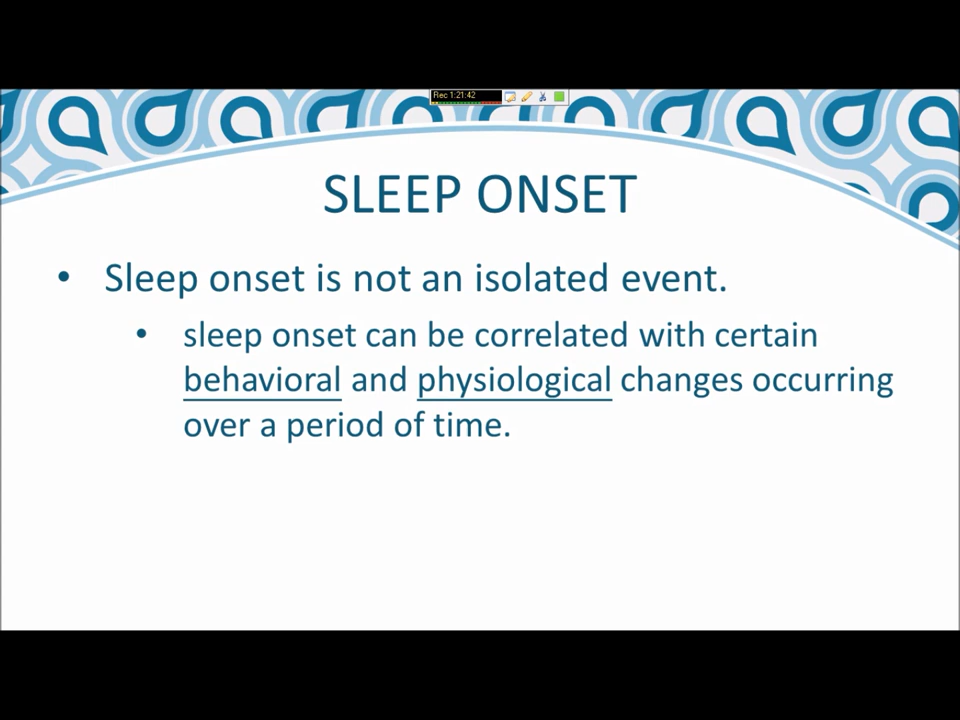 Rec 1:21:42
SLEEP ONSET
• Sleep onset is not an isolated event.
• sleep onset can be correlated with certain
behavioral and physiological changes occurring
over a period of time.